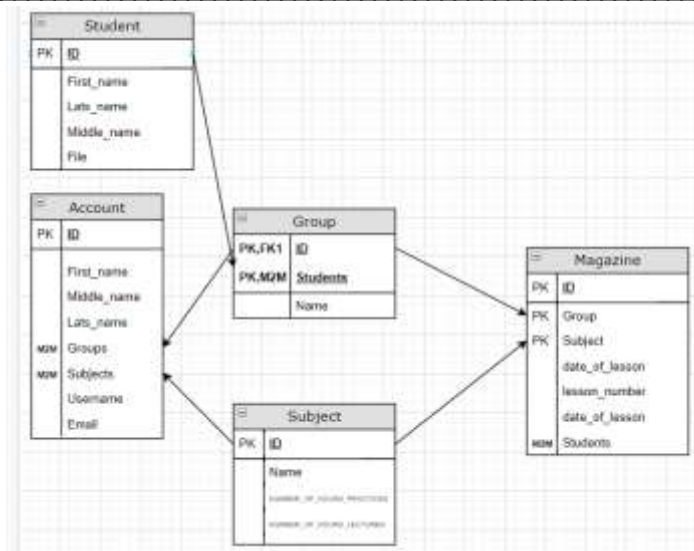 Student
PK ID
First_name
Lats_name
Middle_name
File
Account
PK ID
First_name
Middle_name
Lats_name
M2M Groups
M2M Subjects
Username
Email
Group
PK,FK1 ID
PK,M2M Students
Name
Subject
PK ID
Name
NUMBER_OF_HOURS_PRACTICES
NUMBER_OF_HOURS_LECTURES
Magazine
PK ID
PK Group
PK Subject
date_of_lesson
lesson_number
date_of_lesson
M2M Students